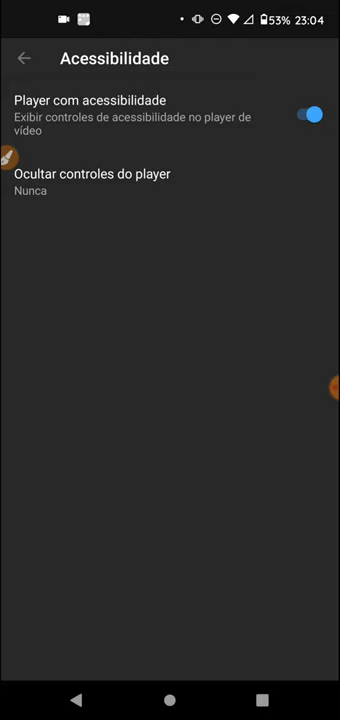 53% 23:04
Acessibilidade
Player com acessibilidade
Exibir controles de acessibilidade no player de
vídeo
Ocultar controles do player
Nunca